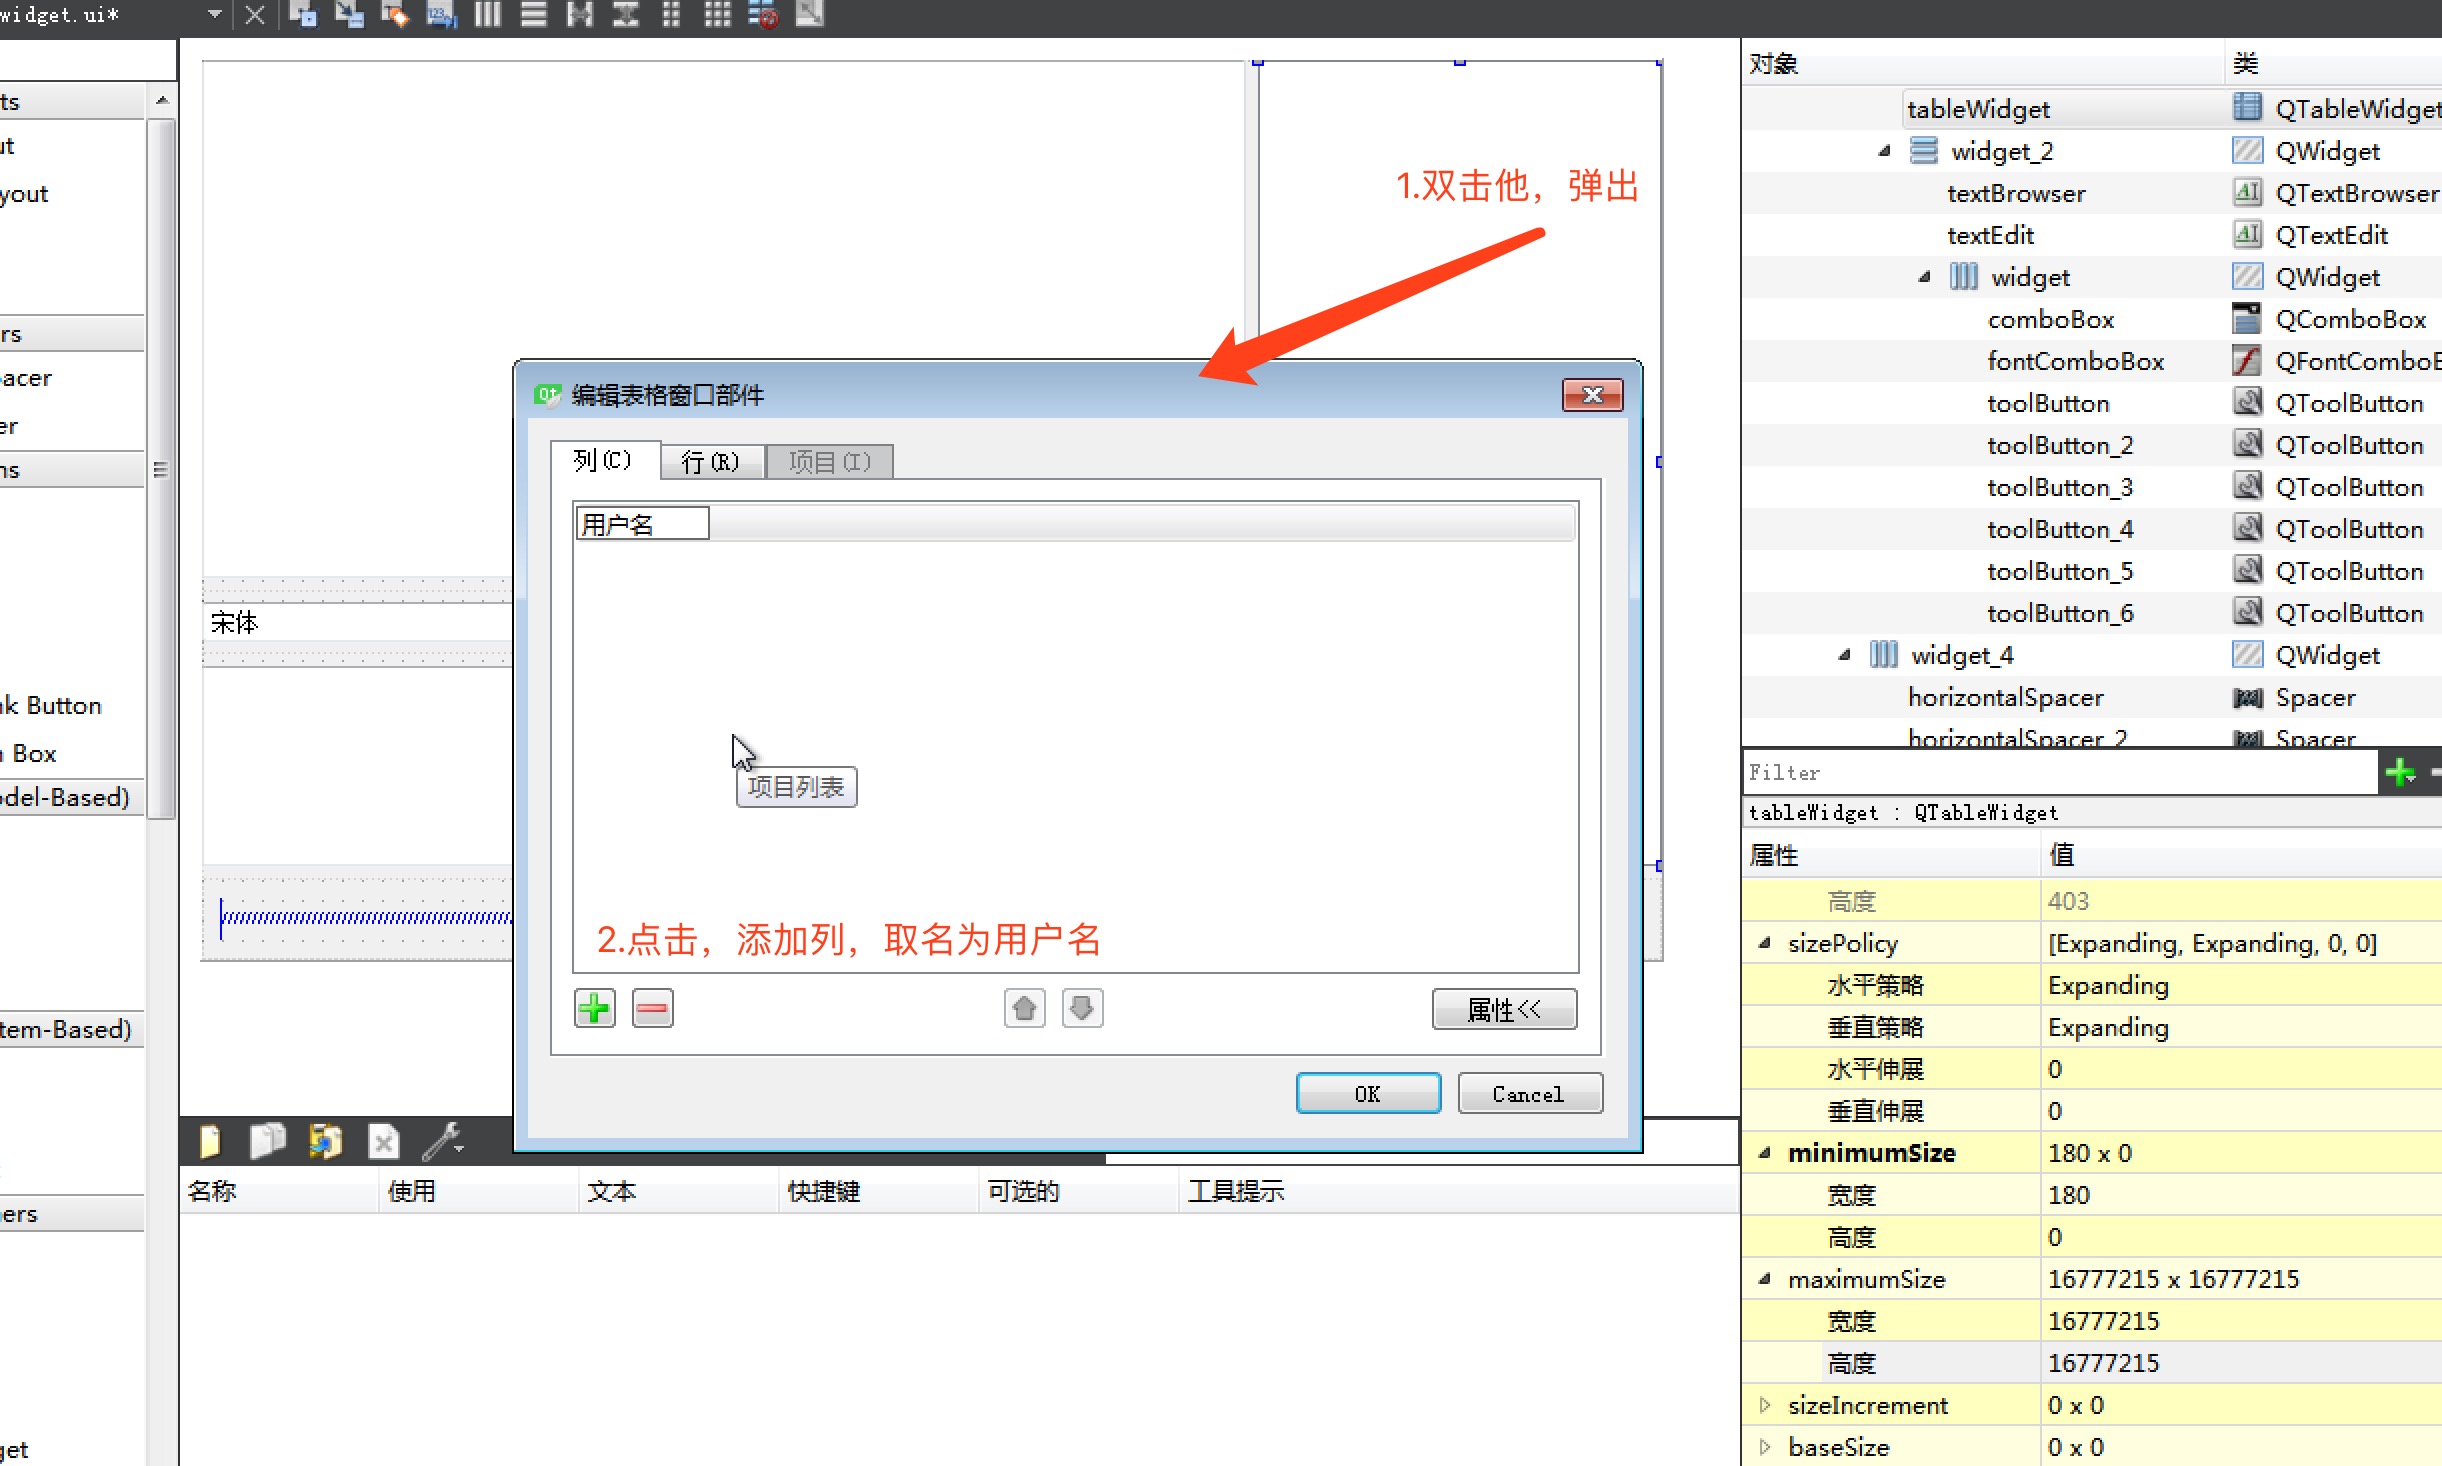 widget.ui*
ts
ut
yout
rs
acer
er
ns
nk Button
n Box
odel-Based)
tem-Based)
ners
get
1.双击他，弹出
宋体
编辑表格窗口部件
列(C)
行(R)
项目(I)
用户名
项目列表
2.点击，添加列，取名为用户名
属性<<
OK
Cancel
名称 使用 文本 快捷键 可选的 工具提示
对象 类
tableWidget QTableWidget
widget_2 QWidget
textBrowser QTextBrowser
textEdit QTextEdit
widget QWidget
comboBox QComboBox
fontComboBox QFontComboB
toolButton QToolButton
toolButton_2 QToolButton
toolButton_3 QToolButton
toolButton_4 QToolButton
toolButton_5 QToolButton
toolButton_6 QToolButton
widget_4 QWidget
horizontalSpacer Spacer
horizontalSpacer_2 Spacer
Filter
tableWidget : QTableWidget
属性 值
高度 403
sizePolicy [Expanding, Expanding, 0, 0]
水平策略 Expanding
垂直策略 Expanding
水平伸展 0
垂直伸展 0
minimumSize 180 x 0
宽度 180
高度 0
maximumSize 16777215 x 16777215
宽度 16777215
高度 16777215
sizeIncrement 0 x 0
baseSize 0 x 0